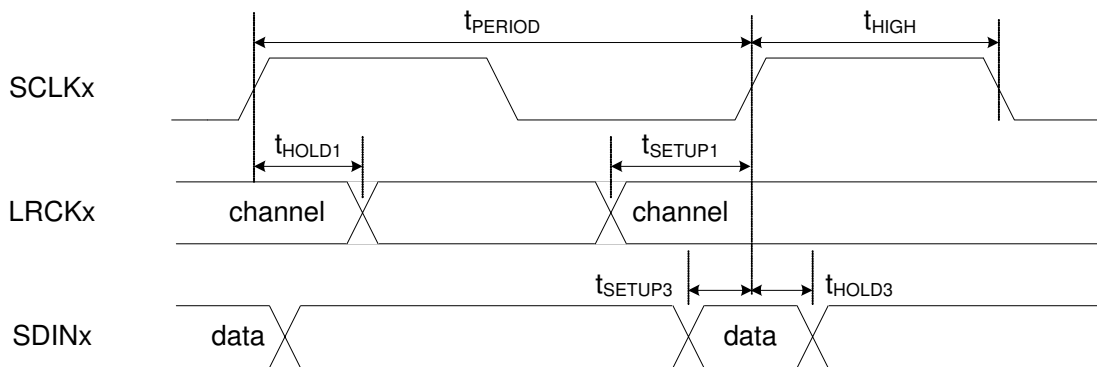 tPERIOD
tHIGH
SCLKx
tHOLD1
tSETUP1
LRCKx
channel
channel
tSETUP3
tHOLD3
SDINx
data
data